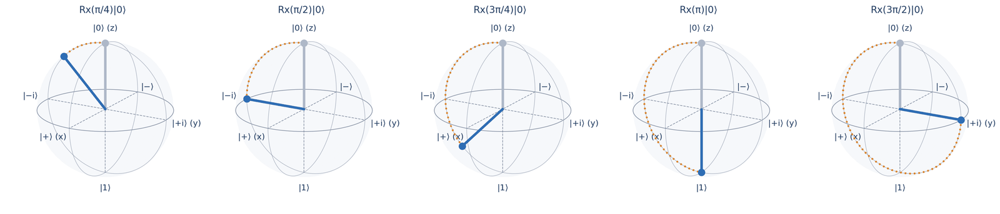 Rx(π/4)|0⟩
|0⟩ (z)
|−⟩
|−i⟩
|+i⟩ (y)
|+⟩ (x)
|1⟩
Rx(π/2)|0⟩
|0⟩ (z)
|−⟩
|−i⟩
|+i⟩ (y)
|+⟩ (x)
|1⟩
Rx(3π/4)|0⟩
|0⟩ (z)
|−⟩
|−i⟩
|+i⟩ (y)
|+⟩ (x)
|1⟩
Rx(π)|0⟩
|0⟩ (z)
|−⟩
|−i⟩
|+i⟩ (y)
|+⟩ (x)
|1⟩
Rx(3π/2)|0⟩
|0⟩ (z)
|−⟩
|−i⟩
|+i⟩ (y)
|+⟩ (x)
|1⟩